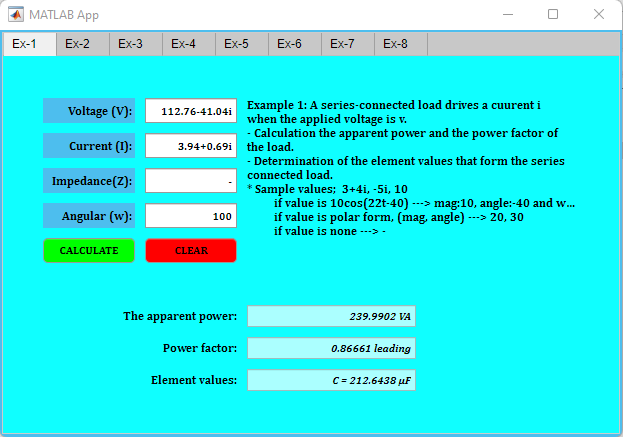 MATLAB App
Ex-1 Ex-2 Ex-3 Ex-4 Ex-5 Ex-6 Ex-7 Ex-8
Voltage (V): 112.76-41.04i
Current (I): 3.94+0.69i
Impedance(Z): -
Angular (w): 100
CALCULATE CLEAR
Example 1: A series-connected load drives a cuurent i
when the applied voltage is v.
- Calculation the apparent power and the power factor of
the load.
- Determination of the element values that form the series
connected load.
* Sample values; 3+4i, -5i, 10
if value is 10cos(22t-40) ---> mag:10, angle:-40 and w...
if value is polar form, (mag, angle) ---> 20, 30
if value is none ---> -
The apparent power: 239.9902 VA
Power factor: 0.86661 leading
Element values: C = 212.6438 µF